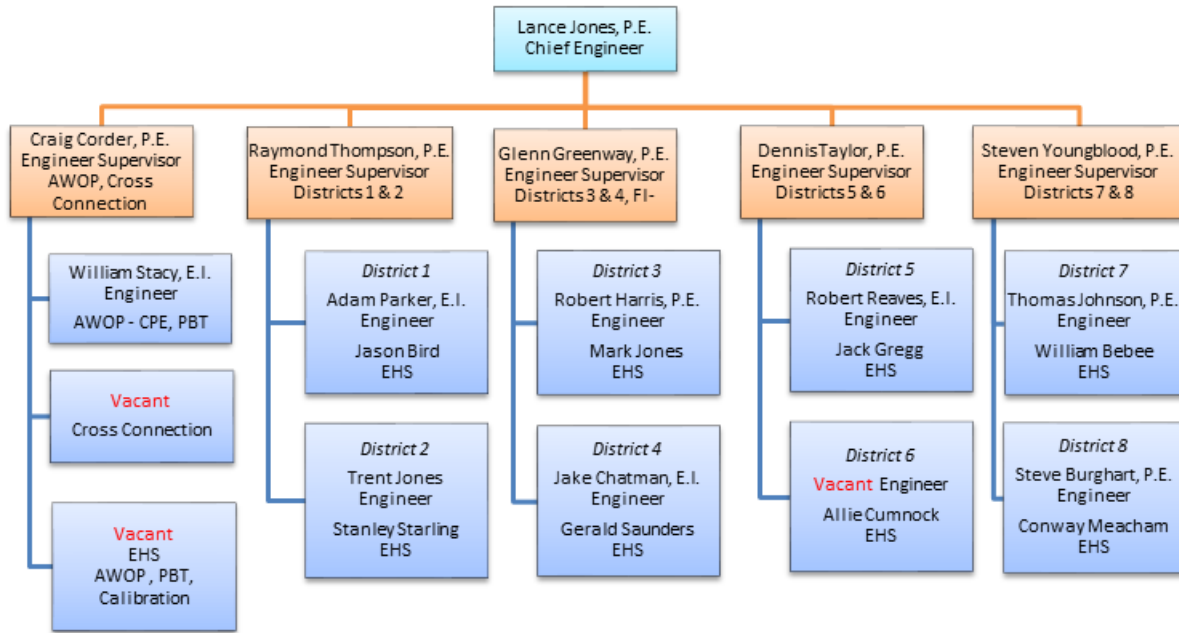 Lance Jones, P.E.
Chief Engineer
Craig Corder, P.E.
Engineer Supervisor
AWOP, Cross
Connection
Raymond Thompson, P.E.
Engineer Supervisor
Districts 1 & 2
Glenn Greenway, P.E.
Engineer Supervisor
Districts 3 & 4, FI-
Dennis Taylor, P.E.
Engineer Supervisor
Districts 5 & 6
Steven Youngblood, P.E.
Engineer Supervisor
Districts 7 & 8
William Stacy, E.I.
Engineer
AWOP - CPE, PBT
Vacant
Cross Connection
Vacant
EHS
AWOP , PBT,
Calibration
District 1
Adam Parker, E.I.
Engineer
Jason Bird
EHS
District 2
Trent Jones
Engineer
Stanley Starling
EHS
District 3
Robert Harris, P.E.
Engineer
Mark Jones
EHS
District 4
Jake Chatman, E.I.
Engineer
Gerald Saunders
EHS
District 5
Robert Reaves, E.I.
Engineer
Jack Gregg
EHS
District 6
Vacant Engineer
Allie Cumnock
EHS
District 7
Thomas Johnson, P.E.
Engineer
William Bebee
EHS
District 8
Steve Burghart, P.E.
Engineer
Conway Meacham
EHS